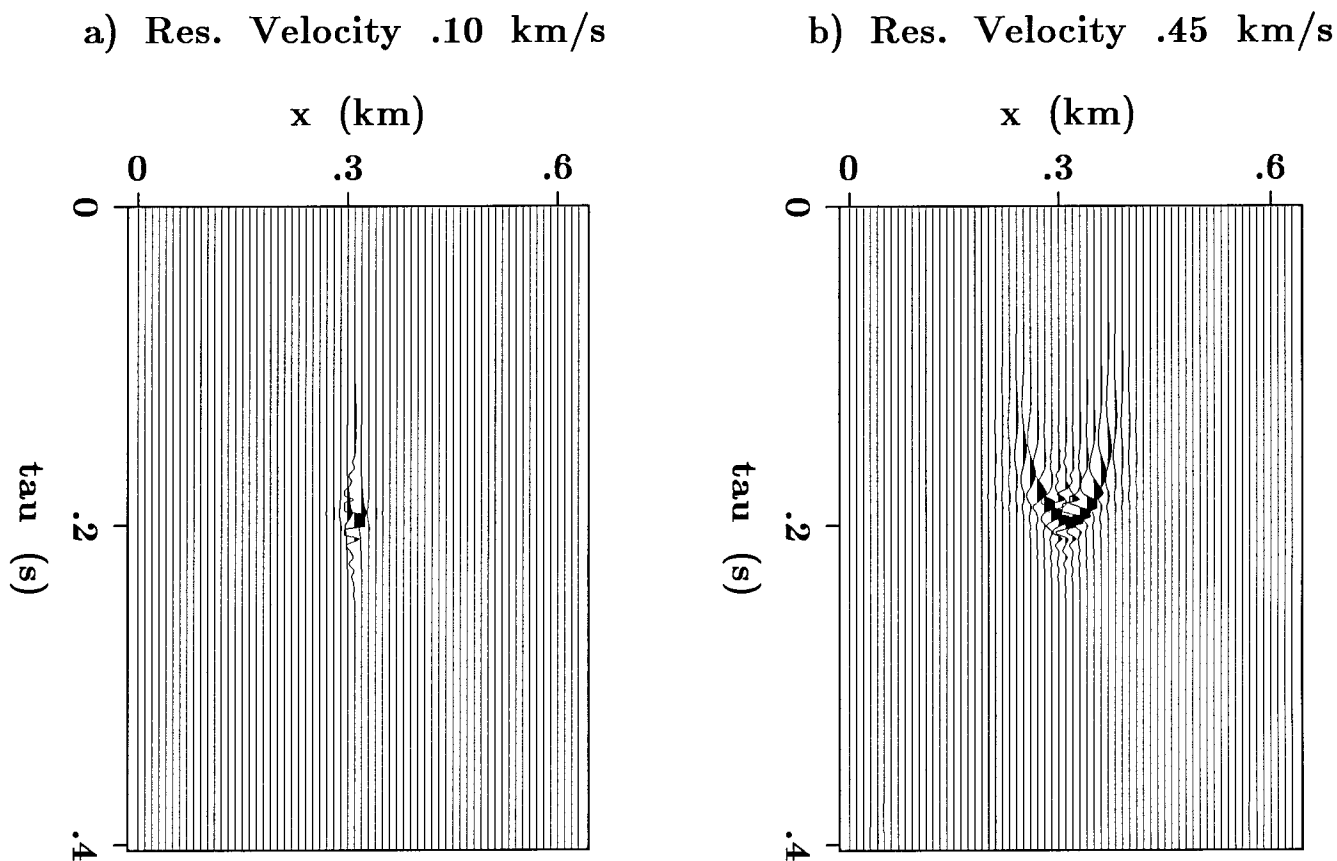 a) Res. Velocity .10 km/s
x (km)
0 .3 .6
0
.2
.4
tau (s)
b) Res. Velocity .45 km/s
x (km)
0 .3 .6
0
.2
.4
tau (s)